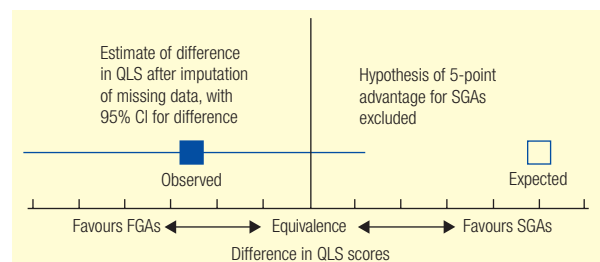 Estimate of difference
in QLS after imputation
of missing data, with
95% CI for difference
Hypothesis of 5-point
advantage for SGAs
excluded
Observed
Expected
Favours FGAs
Equivalence
Favours SGAs
Difference in QLS scores